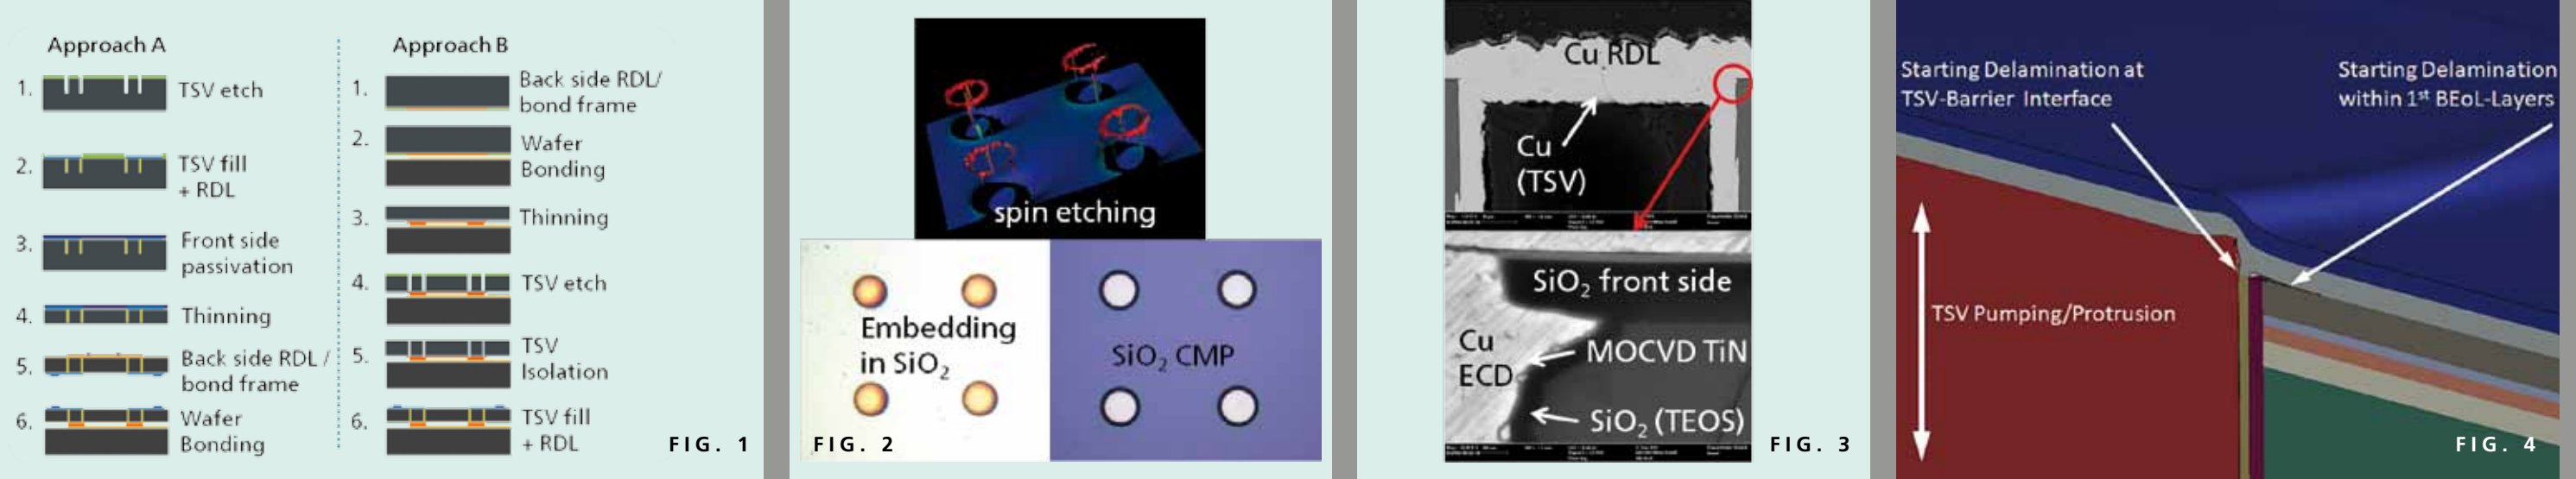 Approach A
1. TSV etch
2. TSV fill
+ RDL
3. Front side
passivation
4. Thinning
5. Back side RDL /
bond frame
6. Wafer
Bonding
Approach B
1. Back side RDL/
bond frame
2. Wafer
Bonding
3. Thinning
4. TSV etch
5. TSV
Isolation
6. TSV fill
+ RDL
FIG. 1
spin etching
Embedding
in SiO₂
SiO₂ CMP
FIG. 2
Cu RDL
Cu
(TSV)
SiO₂ front side
Cu
ECD
MOCVD TiN
SiO₂ (TEOS)
FIG. 3
Starting Delamination at
TSV-Barrier Interface
Starting Delamination
within 1st BEoL-Layers
TSV Pumping/Protrusion
FIG. 4